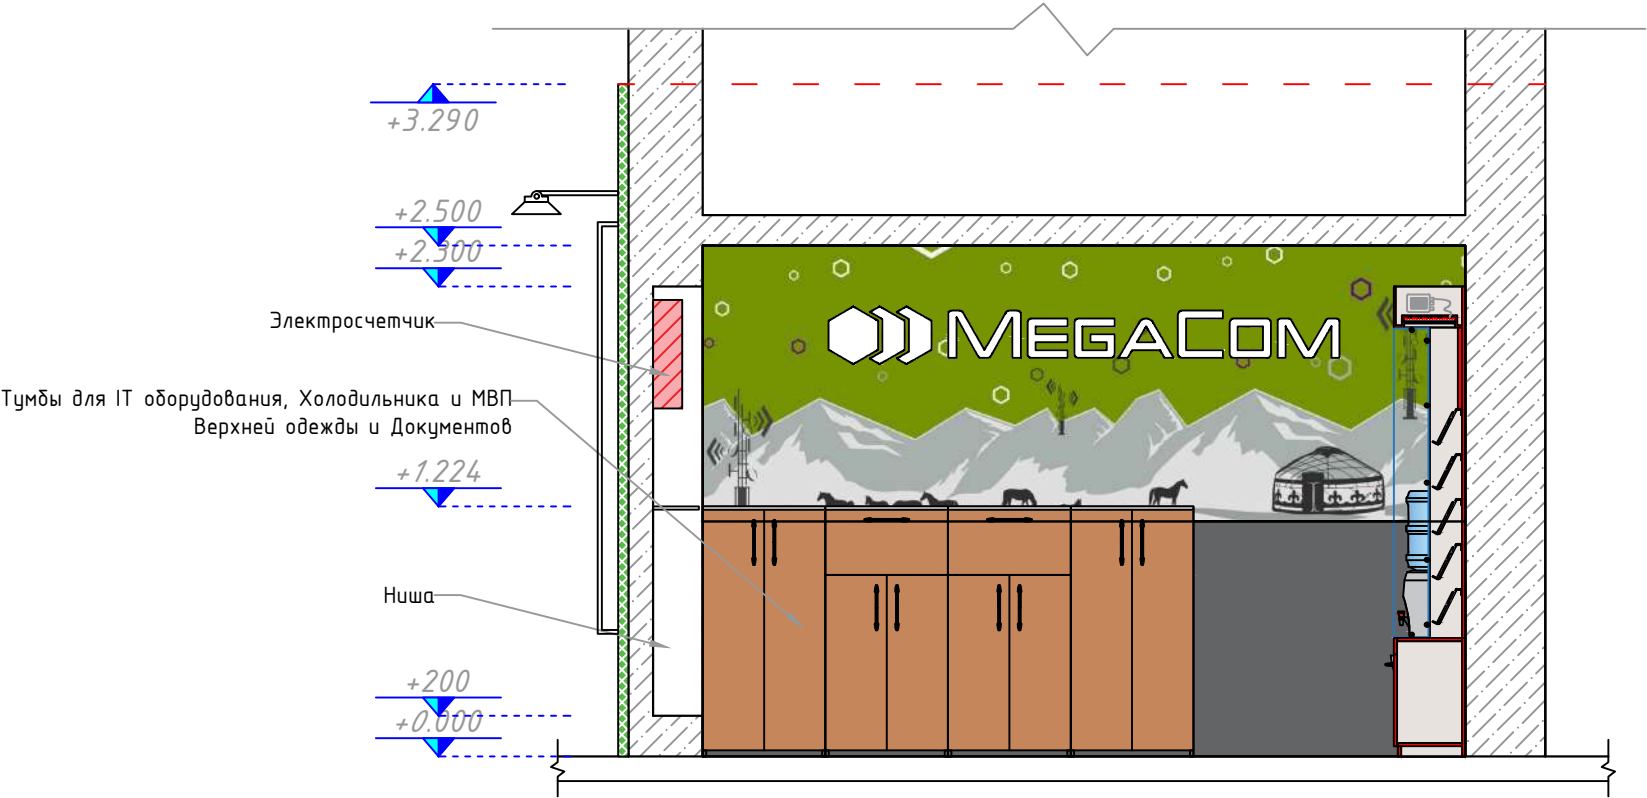 +3.290
+2.500
+2.300
Электросчетчик
MEGACOM
Тумбы для IT оборудования, Холодильника и МВП
Верхней одежды и Документов
+1.224
Ниша
+200
+0.000